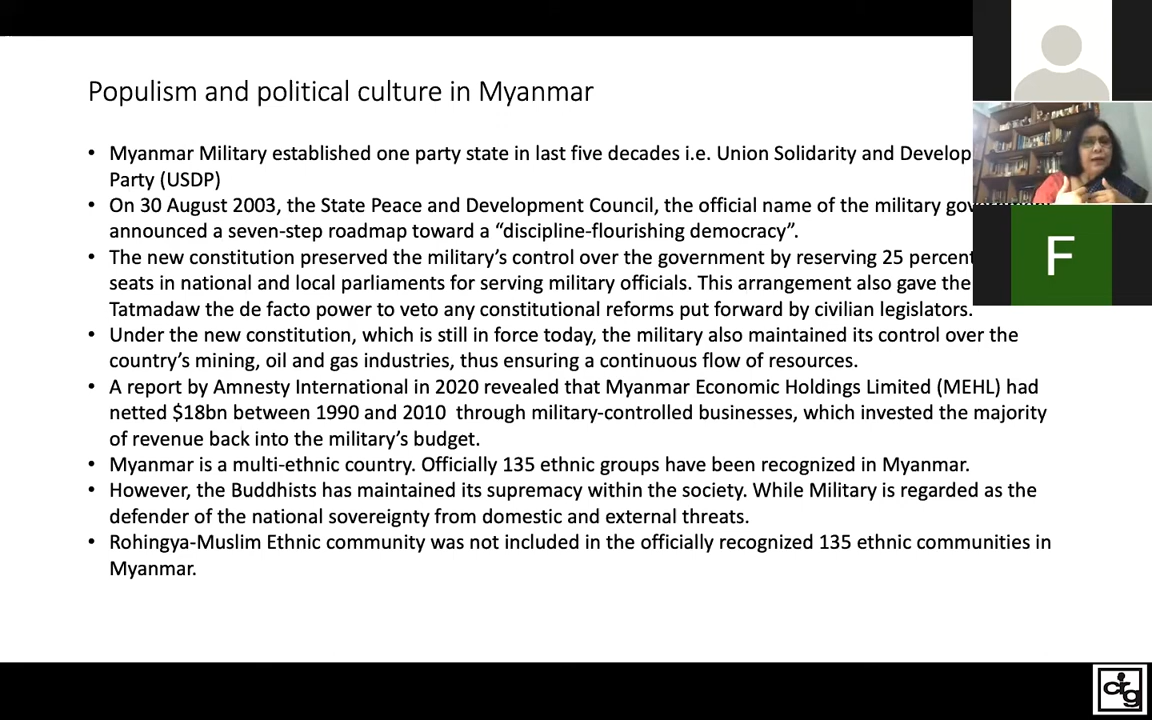 Populism and political culture in Myanmar
• Myanmar Military established one party state in last five decades i.e. Union Solidarity and Develop
Party (USDP)
• On 30 August 2003, the State Peace and Development Council, the official name of the military gov
announced a seven-step roadmap toward a “discipline-flourishing democracy”.
• The new constitution preserved the military’s control over the government by reserving 25 percent
seats in national and local parliaments for serving military officials. This arrangement also gave the
Tatmadaw the de facto power to veto any constitutional reforms put forward by civilian legislators.
• Under the new constitution, which is still in force today, the military also maintained its control over the
country’s mining, oil and gas industries, thus ensuring a continuous flow of resources.
• A report by Amnesty International in 2020 revealed that Myanmar Economic Holdings Limited (MEHL) had
netted $18bn between 1990 and 2010 through military-controlled businesses, which invested the majority
of revenue back into the military’s budget.
• Myanmar is a multi-ethnic country. Officially 135 ethnic groups have been recognized in Myanmar.
• However, the Buddhists has maintained its supremacy within the society. While Military is regarded as the
defender of the national sovereignty from domestic and external threats.
• Rohingya-Muslim Ethnic community was not included in the officially recognized 135 ethnic communities in
Myanmar.
F
cig